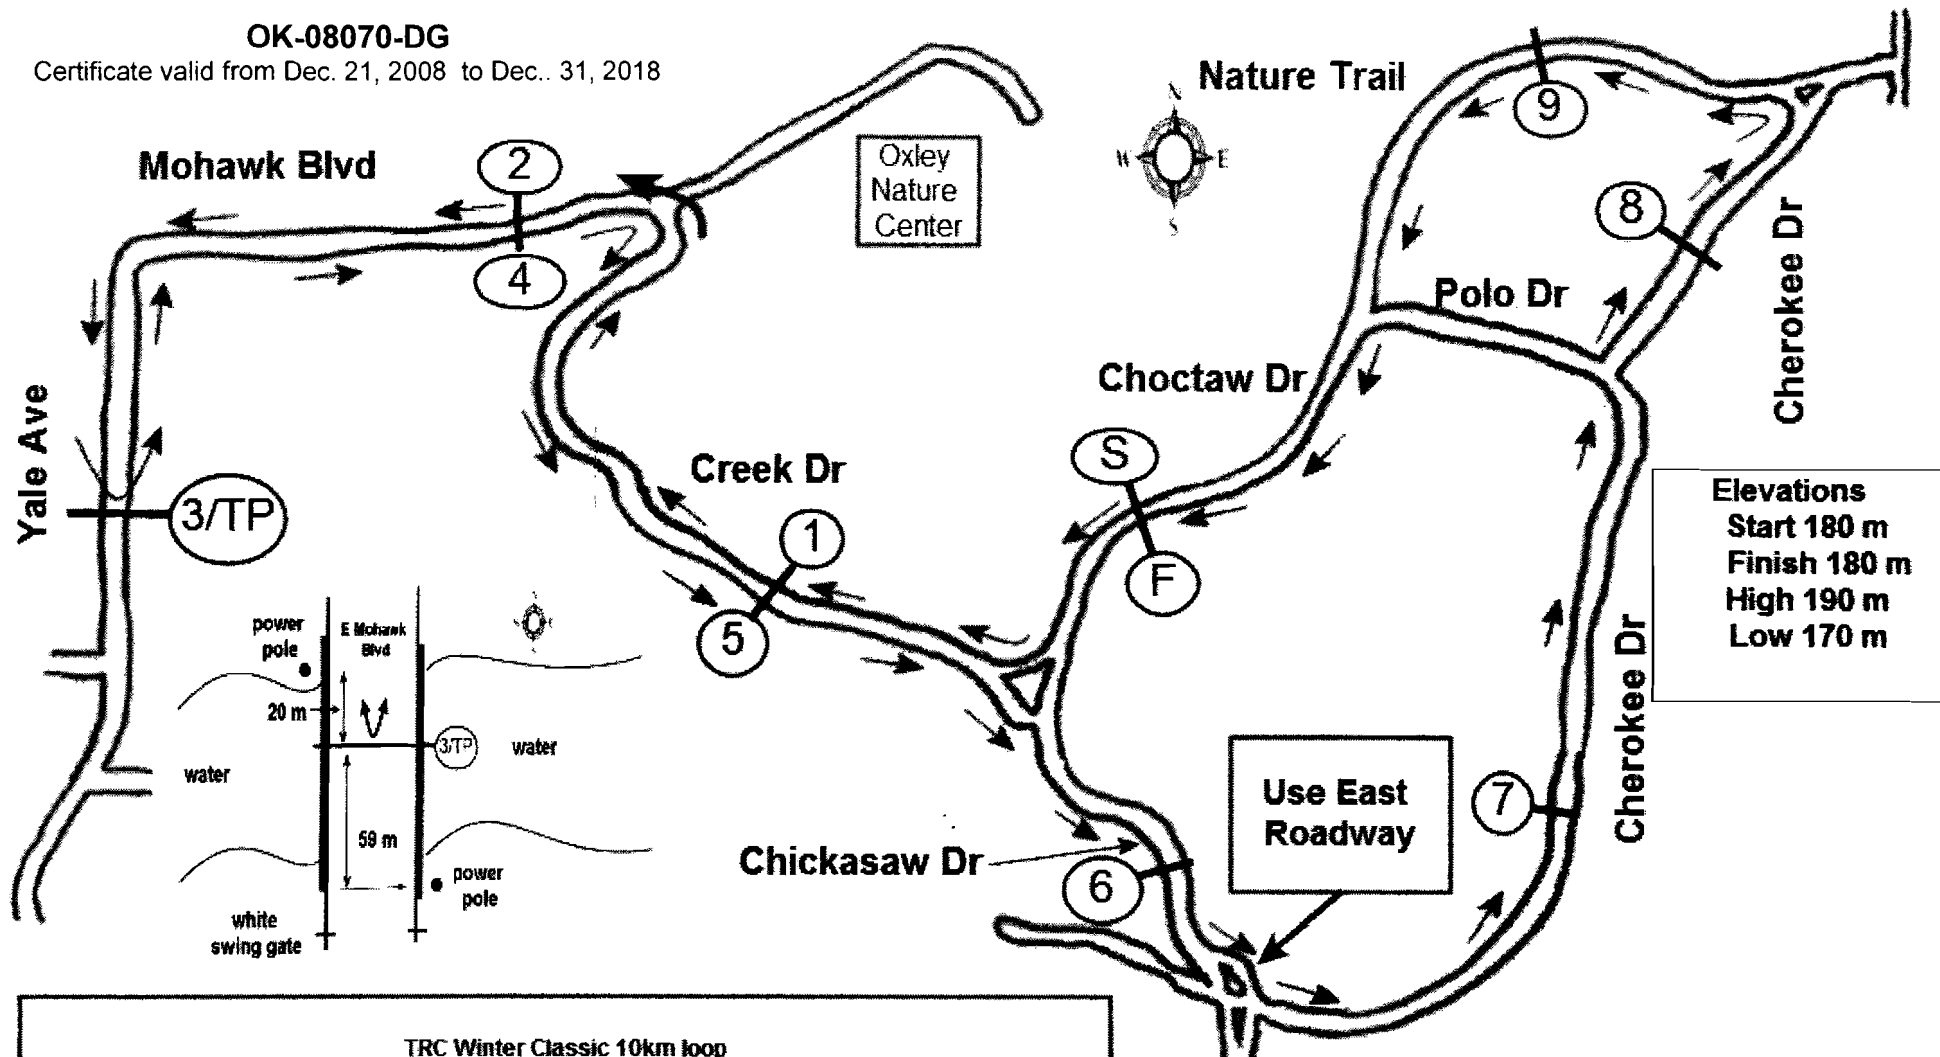 OK-08070-DG
Certificate valid from Dec. 21, 2008 to Dec.. 31, 2018
Nature Trail
N
W
E
S
9
Mohawk Blvd
2
Oxley
Nature
Center
8
Cherokee Dr
4
Polo Dr
Choctaw Dr
Yale Ave
Creek Dr
S
3/TP
Elevations
Start 180 m
Finish 180 m
High 190 m
Low 170 m
1
F
5
power
pole
E Mohawk
Blvd
20 m
3/TP
water
water
59 m
power
pole
white
swing gate
Cherokee Dr
Use East
Roadway
7
Chickasaw Dr
6
TRC Winter Classic 10km loop